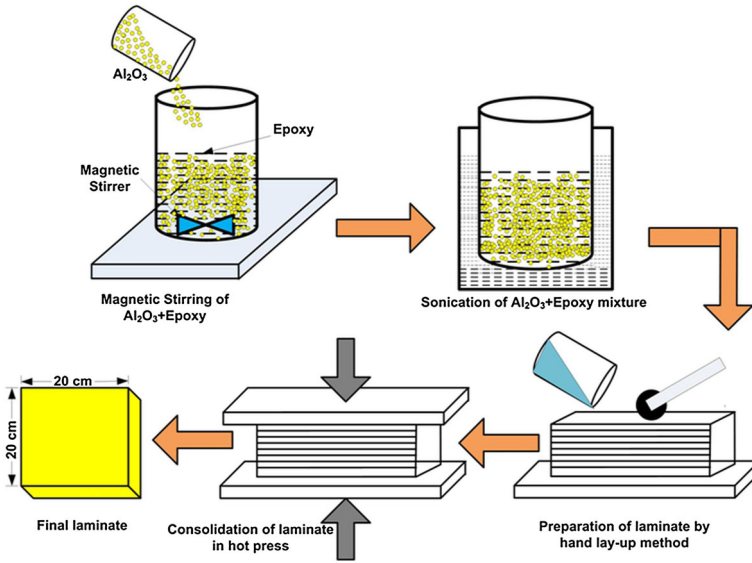 Al₂O₃
Epoxy
Magnetic
Stirrer
Magnetic Stirring of
Al₂O₃+Epoxy
Sonication of Al₂O₃+Epoxy mixture
20 cm
20 cm
Final laminate
Consolidation of laminate
in hot press
Preparation of laminate by
hand lay-up method